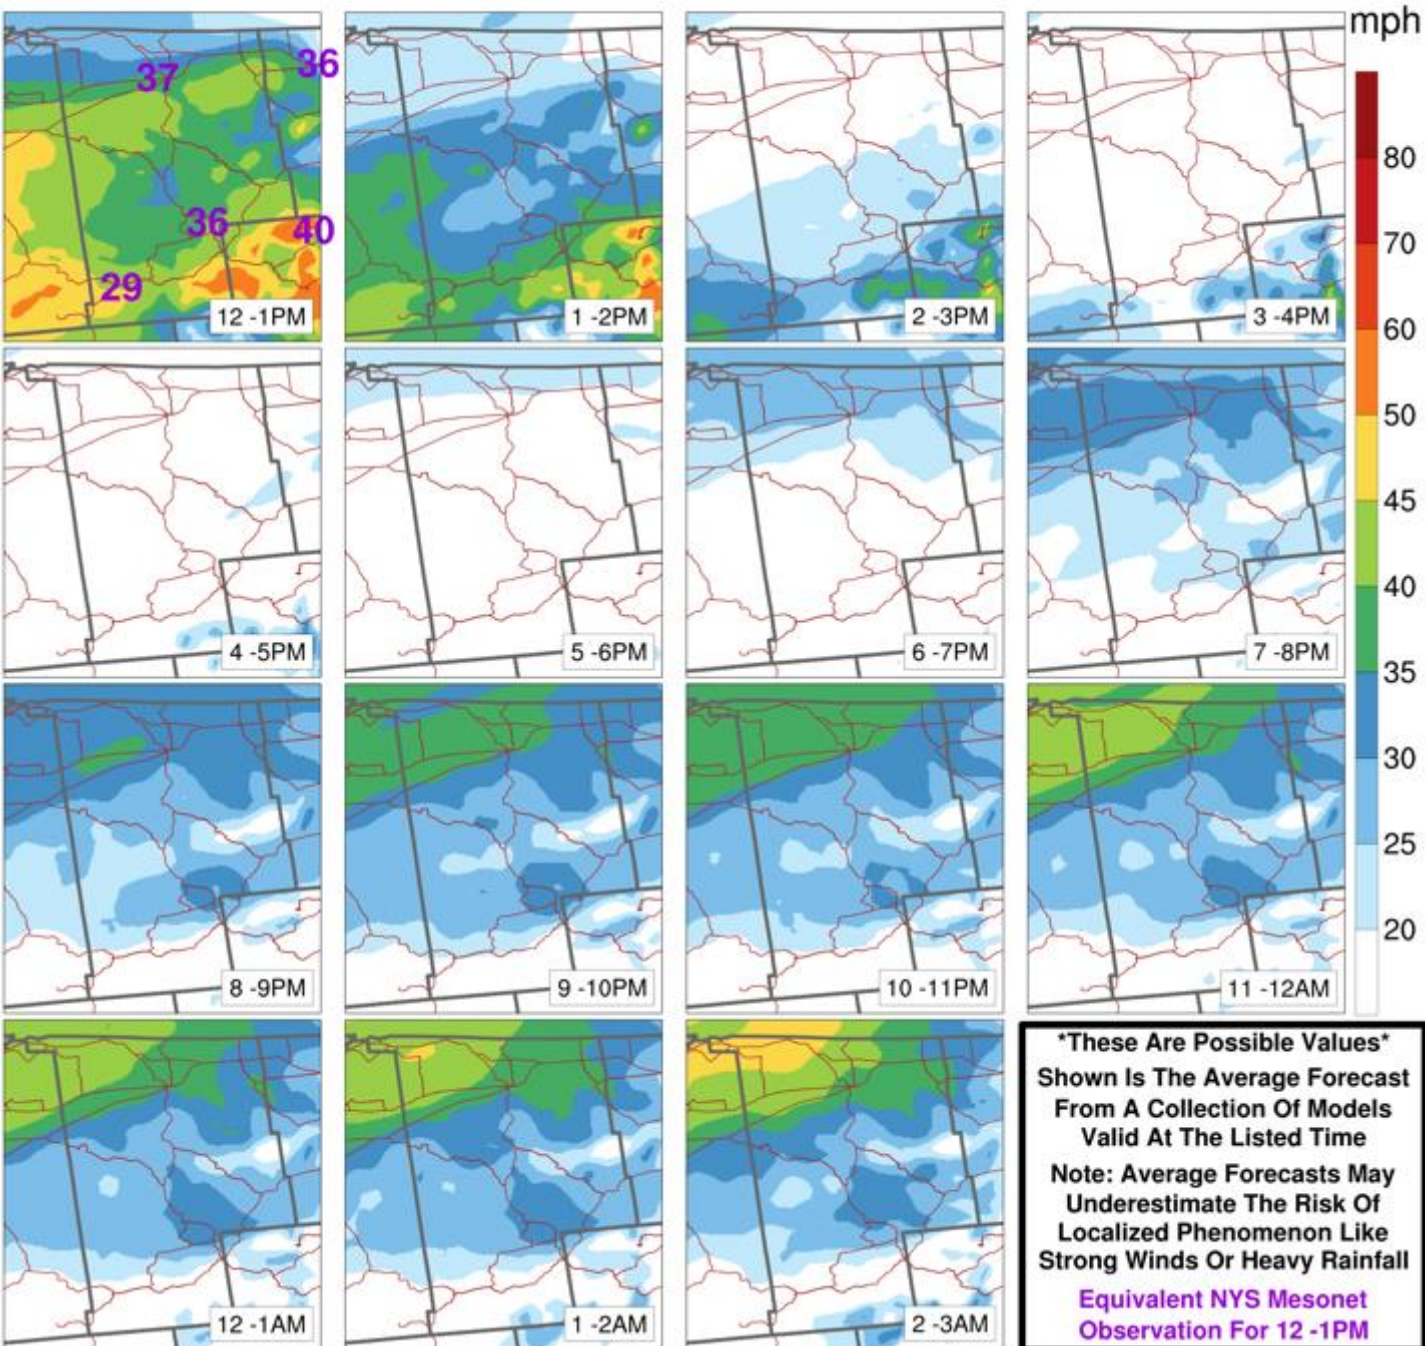 mph
37
36
36
40
29
12 -1PM
1 -2PM
2 -3PM
3 -4PM
80
70
60
50
45
40
35
30
25
20
4 -5PM
5 -6PM
6 -7PM
7 -8PM
8 -9PM
9 -10PM
10 -11PM
11 -12AM
12 -1AM
1 -2AM
2 -3AM
*These Are Possible Values*
Shown Is The Average Forecast
From A Collection Of Models
Valid At The Listed Time
Note: Average Forecasts May
Underestimate The Risk Of
Localized Phenomenon Like
Strong Winds Or Heavy Rainfall
Equivalent NYS Mesonet
Observation For 12 -1PM